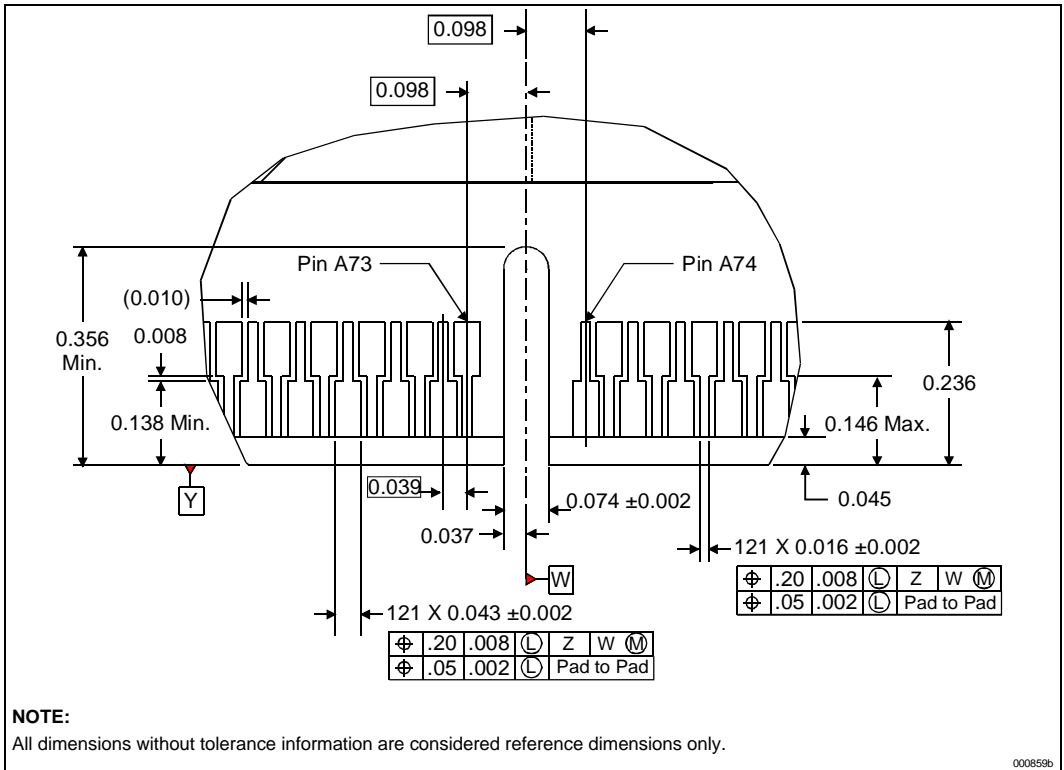 0.098
0.098
Pin A73
Pin A74
(0.010)
0.356
Min.
0.008
0.138 Min.
0.236
0.146 Max.
Y
0.039
0.074 ±0.002
0.045
0.037
W
121 X 0.016 ±0.002
⌖ .20 .008 Ⓛ Z W Ⓜ
⌖ .05 .002 Ⓛ Pad to Pad
121 X 0.043 ±0.002
⌖ .20 .008 Ⓛ Z W Ⓜ
⌖ .05 .002 Ⓛ Pad to Pad
NOTE:
All dimensions without tolerance information are considered reference dimensions only.
000859b